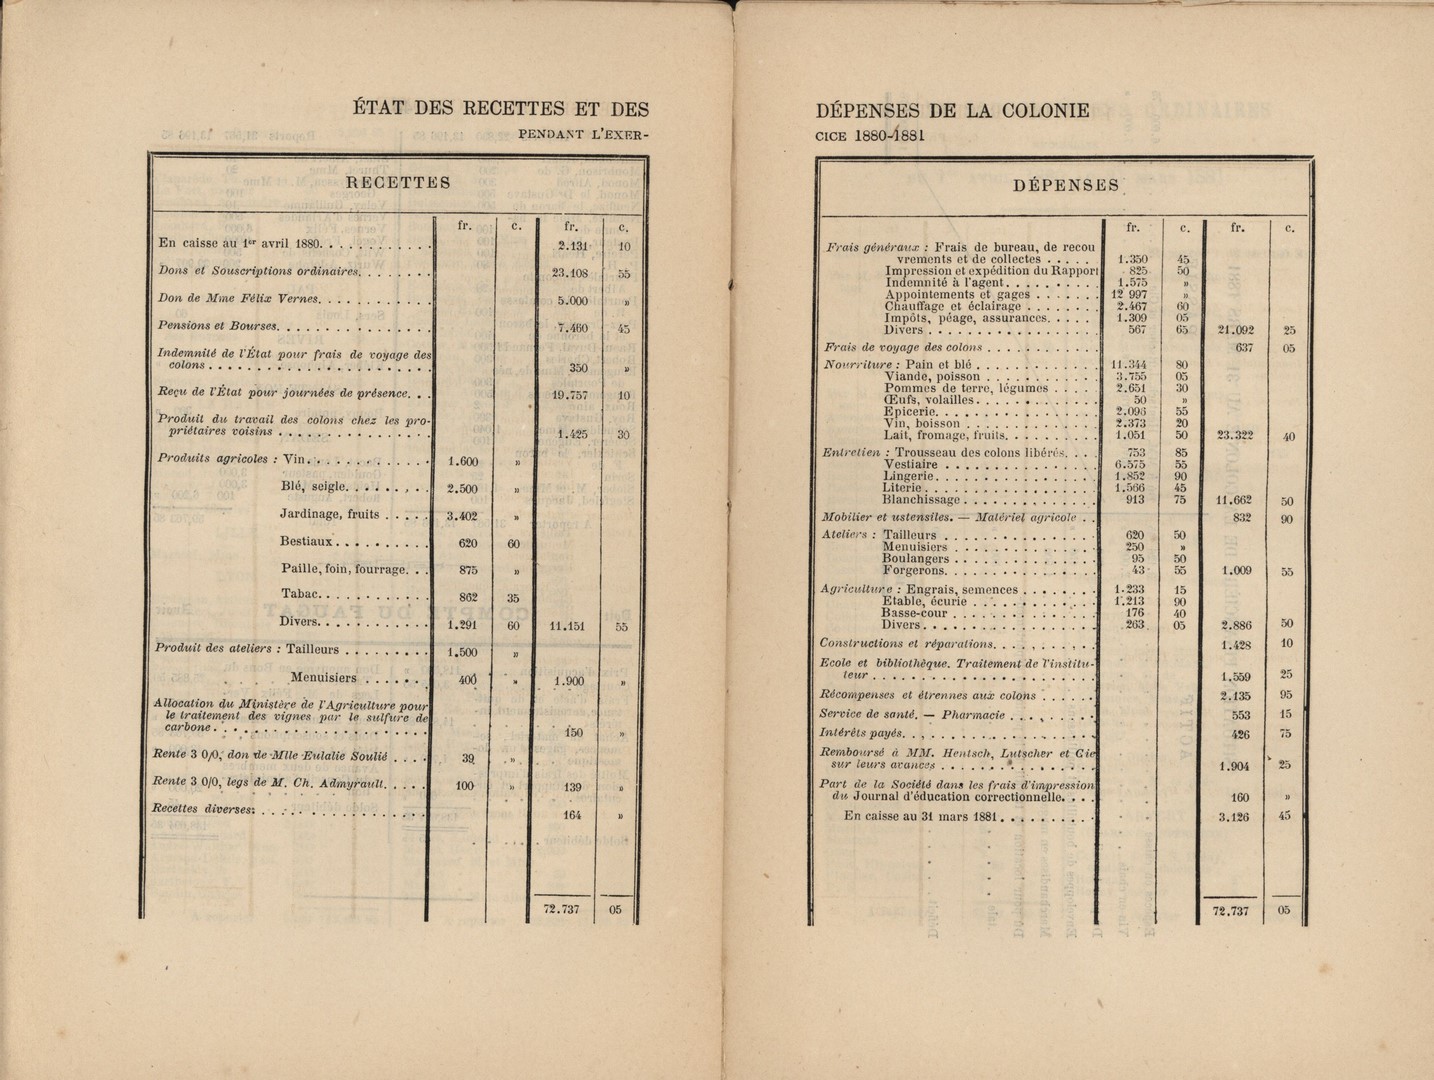 ÉTAT DES RECETTES ET DES
PENDANT L'EXER-
RECETTES
fr. c. fr. c.
En caisse au 1er avril 1880. . . . . . . . . . . . 2.131 10
Dons et Souscriptions ordinaires. . . . . . . . 23.108 55
Don de Mme Félix Vernes. . . . . . . . . . . . 5.000 »
Pensions et Bourses. . . . . . . . . . . . . . . . 7.460 45
Indemnité de l'État pour frais de voyage des
colons . . . . . . . . . . . . . . . . . . . . . . . 350 »
Reçu de l'État pour journées de présence. . . 19.757 10
Produit du travail des colons chez les pro-
priétaires voisins . . . . . . . . . . . . . . . . 1.425 30
Produits agricoles : Vin. . . . . . . . . . . . 1.600 »
Blé, seigle. . . . . . . . . 2.500 »
Jardinage, fruits . . . . . 3.402 »
Bestiaux . . . . . . . . . . 620 60
Paille, foin, fourrage. . . 875 »
Tabac. . . . . . . . . . . . 862 35
Divers. . . . . . . . . . . . 1.291 60 11.151 55
Produit des ateliers : Tailleurs . . . . . . . . . 1.500 »
Menuisiers . . . . . . . 400 » 1.900 »
Allocation du Ministère de l'Agriculture pour
le traitement des vignes par le sulfure de
carbone . . . . . . . . . . . . . . . . . . . . . . 150 »
Rente 3 0/0, don de Mlle Eulalie Soulié . . . . 39 »
Rente 3 0/0, legs de M. Ch. Admyrault. . . . . 100 » 139 »
Recettes diverses: . . . . . . . . . . . . . . . . . 164 »
72.737 05
DÉPENSES DE LA COLONIE
CICE 1880-1881
DÉPENSES
fr. c. fr. c.
Frais généraux : Frais de bureau, de recou
vrements et de collectes . . . . . 1.350 45
Impression et expédition du Rapport 825 50
Indemnité à l'agent. . . . . . . . . . 1.575 »
Appointements et gages . . . . . . . 12 997 »
Chauffage et éclairage . . . . . . . . 2.467 60
Impôts, péage, assurances. . . . . 1.309 05
Divers . . . . . . . . . . . . . . . . . . 567 65 21.092 25
Frais de voyage des colons . . . . . . . . . . . . 637 05
Nourriture : Pain et blé . . . . . . . . . . . . . 11.344 80
Viande, poisson . . . . . . . . . . . . 3.755 05
Pommes de terre, légumes . . . . 2.651 30
Œufs, volailles . . . . . . . . . . . . . 50 »
Epicerie. . . . . . . . . . . . . . . . . . 2.096 55
Vin, boisson . . . . . . . . . . . . . . 2.373 20
Lait, fromage, fruits. . . . . . . . . . 1.051 50 23.322 40
Entretien : Trousseau des colons libérés. . . . 753 85
Vestiaire . . . . . . . . . . . . . . . . 6.575 55
Lingerie . . . . . . . . . . . . . . . . . 1.852 90
Literie . . . . . . . . . . . . . . . . . . 1.566 45
Blanchissage . . . . . . . . . . . . . . 913 75 11.662 50
Mobilier et ustensiles. — Matériel agricole . . 832 90
Ateliers : Tailleurs . . . . . . . . . . . . . . . . 620 50
Menuisiers . . . . . . . . . . . . . . . 250 »
Boulangers . . . . . . . . . . . . . . . 95 50
Forgerons. . . . . . . . . . . . . . . . 43 55 1.009 55
Agriculture : Engrais, semences . . . . . . . . 1.233 15
Etable, écurie . . . . . . . . . . . . . 1.213 90
Basse-cour . . . . . . . . . . . . . . . 176 40
Divers . . . . . . . . . . . . . . . . . . 263 05 2.886 50
Constructions et réparations. . . . . . . . . . . 1.428 10
Ecole et bibliothèque. Traitement de l'institu-
teur . . . . . . . . . . . . . . . . . . . . . . . 1.559 25
Récompenses et étrennes aux colons . . . . . . 2.135 95
Service de santé. — Pharmacie . . . . . . . . . 553 15
Intérêts payés. . . . . . . . . . . . . . . . . . . . 426 75
Remboursé à MM. Hentsch, Lutscher et Cie
sur leurs avances . . . . . . . . . . . . . . . . 1.904 25
Part de la Société dans les frais d'impression
du Journal d'éducation correctionnelle. . . . 160 »
En caisse au 31 mars 1881. . . . . . . . . . 3.126 45
72.737 05